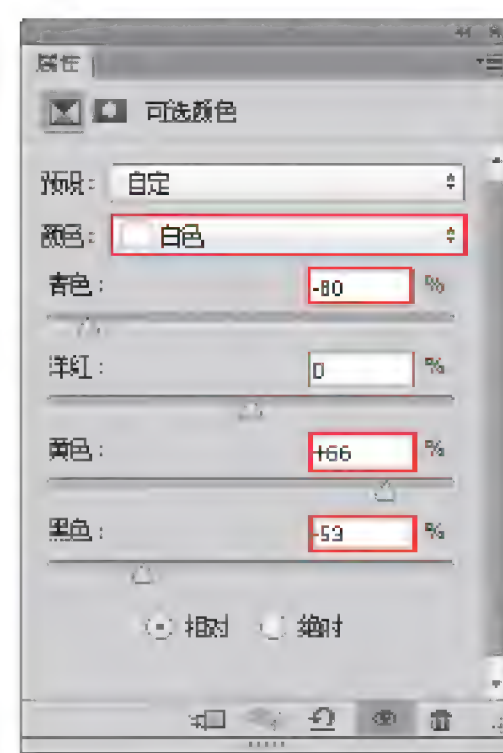 属性
可选颜色
预设: 自定
颜色: 白色
青色: -80 %
洋红: 0 %
黄色: +66 %
黑色: -53 %
相对 绝对